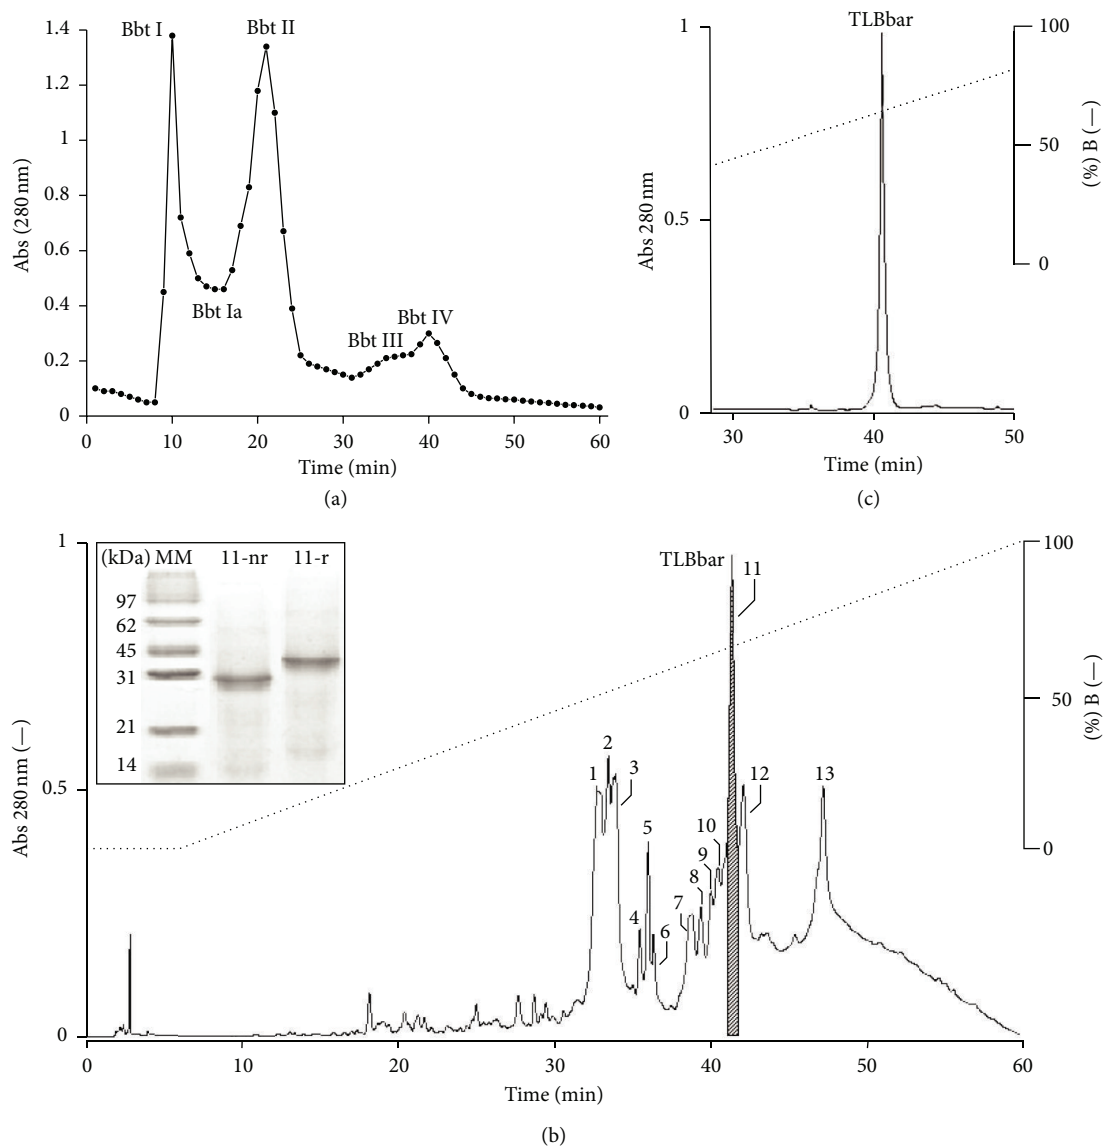 Bbt I
Bbt II
1.4
1.2
1
0.8
0.6
0.4
0.2
0
Abs (280 nm)
Bbt Ia
Bbt III
Bbt IV
0 10 20 30 40 50 60
Time (min)
(a)
TLBbar
1
0.5
0
Abs 280 nm
100
50
0
(%) B (—)
30 40 50
Time (min)
(c)
1
0.5
0
Abs 280 nm (—)
(kDa) MM 11-nr 11-r
97
62
45
31
21
14
TLBbar
11
1
2
3
4
5
6
7
8
9
10
12
13
100
50
0
(%) B (—)
0 10 20 30 40 50 60
Time (min)
(b)